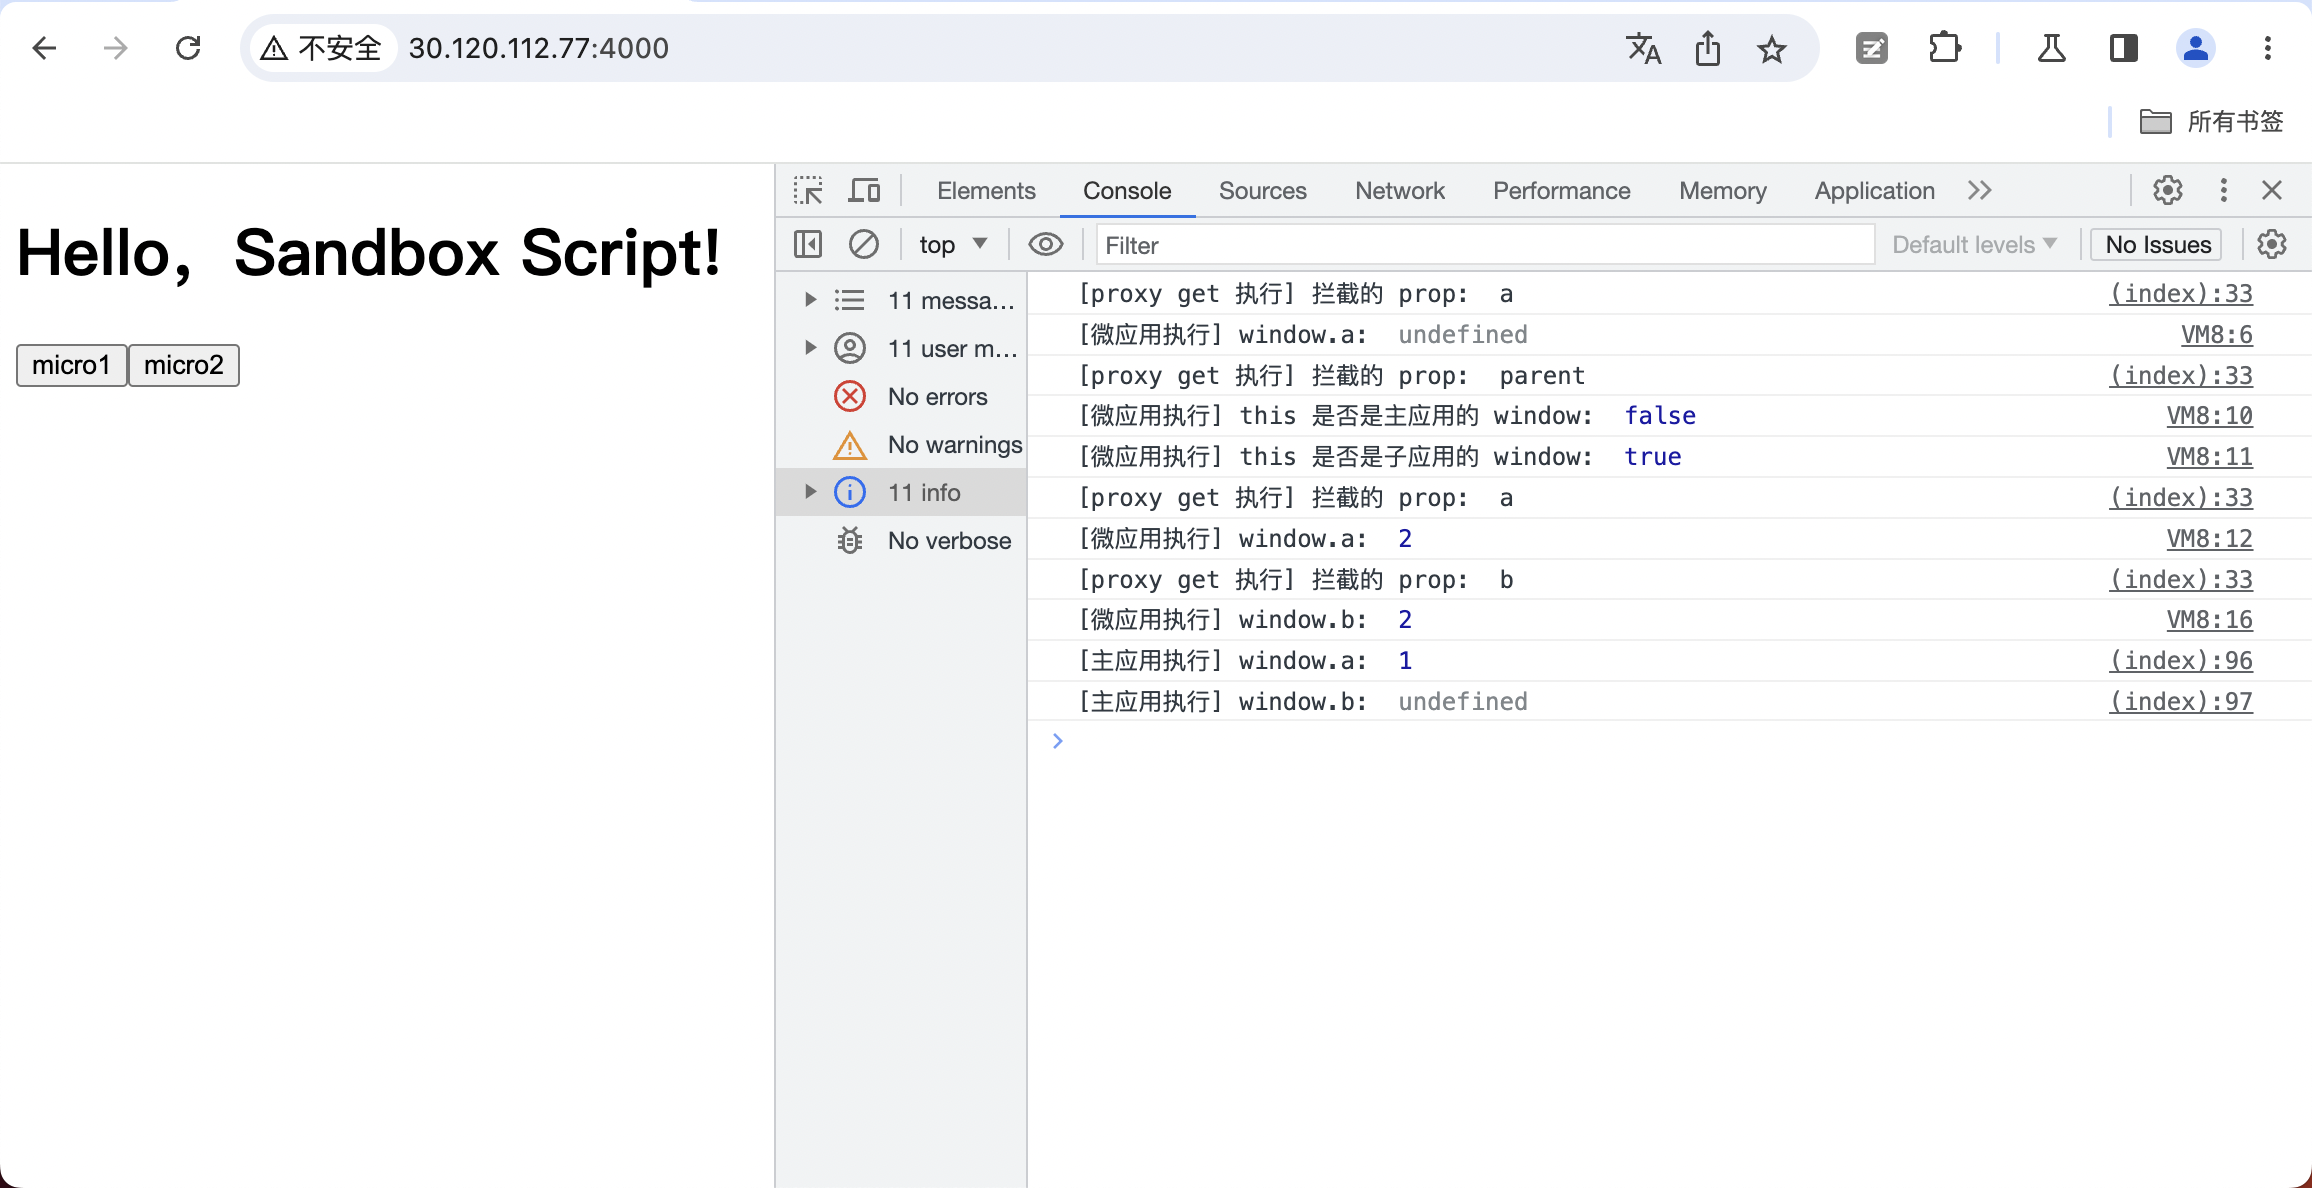 不安全 30.120.112.77:4000
所有书签
Hello，Sandbox Script!
micro1 micro2
Elements Console Sources Network Performance Memory Application
top Filter Default levels No Issues
11 messa...
11 user m...
No errors
No warnings
11 info
No verbose
[proxy get 执行] 拦截的 prop: a (index):33
[微应用执行] window.a: undefined VM8:6
[proxy get 执行] 拦截的 prop: parent (index):33
[微应用执行] this 是否是主应用的 window: false VM8:10
[微应用执行] this 是否是子应用的 window: true VM8:11
[proxy get 执行] 拦截的 prop: a (index):33
[微应用执行] window.a: 2 VM8:12
[proxy get 执行] 拦截的 prop: b (index):33
[微应用执行] window.b: 2 VM8:16
[主应用执行] window.a: 1 (index):96
[主应用执行] window.b: undefined (index):97